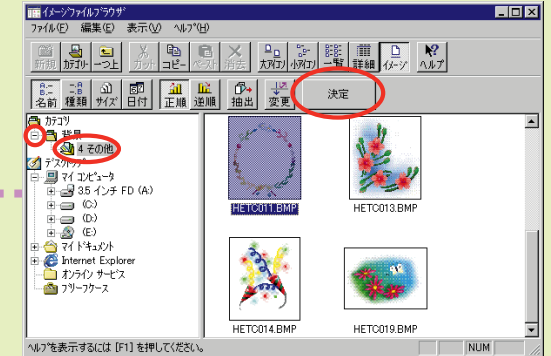 イメージファイルブラウザ
ファイル(F) 編集(E) 表示(V) ヘルプ(H)
新規 カテゴリ 一つ上 カット コピー ペースト 消去 大アイコン 小アイコン 一覧 詳細 イメージ ヘルプ
名前 種類 サイズ 日付 正順 逆順 抽出 変更 決定
カテゴリ
背景
4 その他
デスクトップ
マイ コンピュータ
3.5 インチ FD (A:)
(C:)
(D:)
(E:)
マイ ドキュメント
Internet Explorer
オンライン サービス
ブリーフケース
HETC011.BMP
HETC013.BMP
HETC014.BMP
HETC019.BMP
ヘルプを表示するには [F1] を押してください。
NUM